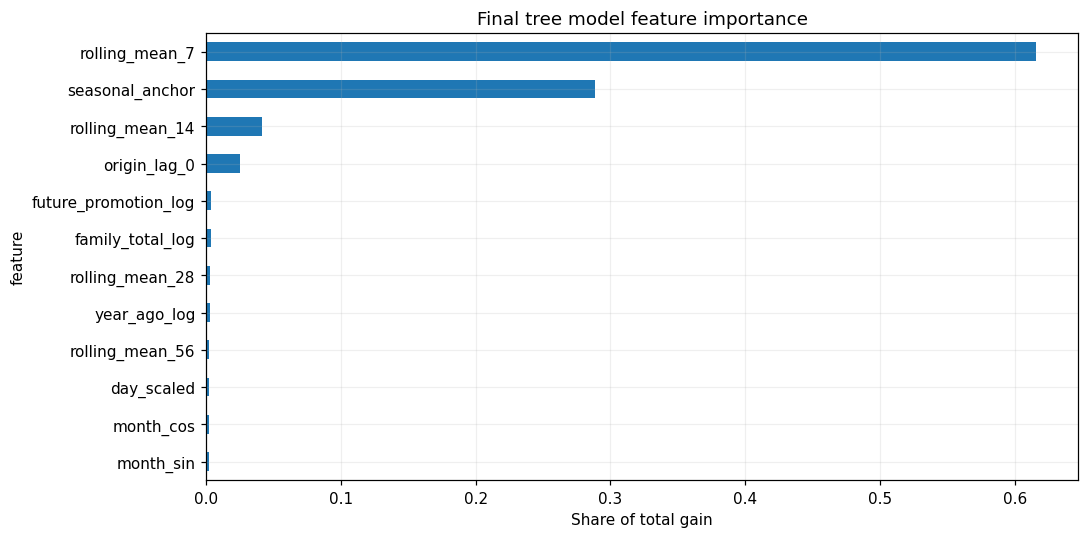 Final tree model feature importance
feature
rolling_mean_7
seasonal_anchor
rolling_mean_14
origin_lag_0
future_promotion_log
family_total_log
rolling_mean_28
year_ago_log
rolling_mean_56
day_scaled
month_cos
month_sin
0.0 0.1 0.2 0.3 0.4 0.5 0.6
Share of total gain